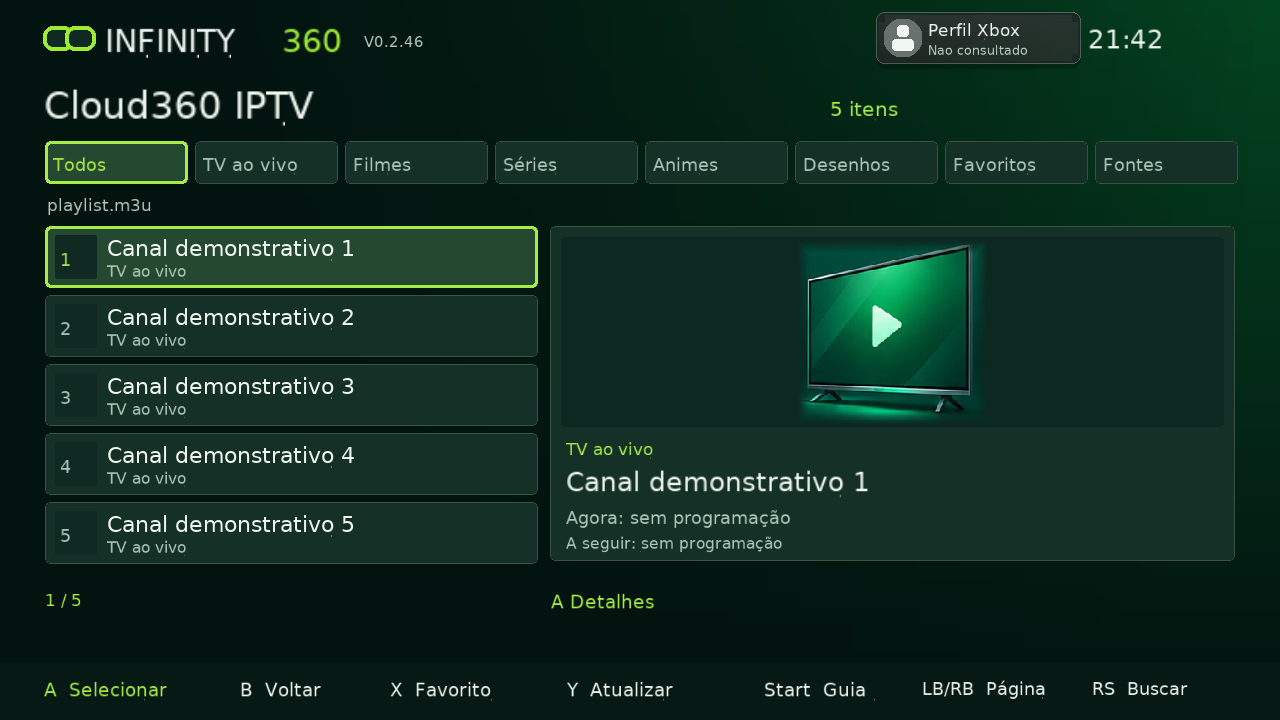 INFINITY 360 V0.2.46
Perfil Xbox
Nao consultado
21:42
Cloud360 IPTV
5 itens
Todos TV ao vivo Filmes Séries Animes Desenhos Favoritos Fontes
playlist.m3u
1 Canal demonstrativo 1
TV ao vivo
2 Canal demonstrativo 2
TV ao vivo
3 Canal demonstrativo 3
TV ao vivo
4 Canal demonstrativo 4
TV ao vivo
5 Canal demonstrativo 5
TV ao vivo
1 / 5
TV ao vivo
Canal demonstrativo 1
Agora: sem programação
A seguir: sem programação
A Detalhes
A Selecionar B Voltar X Favorito Y Atualizar Start Guia LB/RB Página RS Buscar